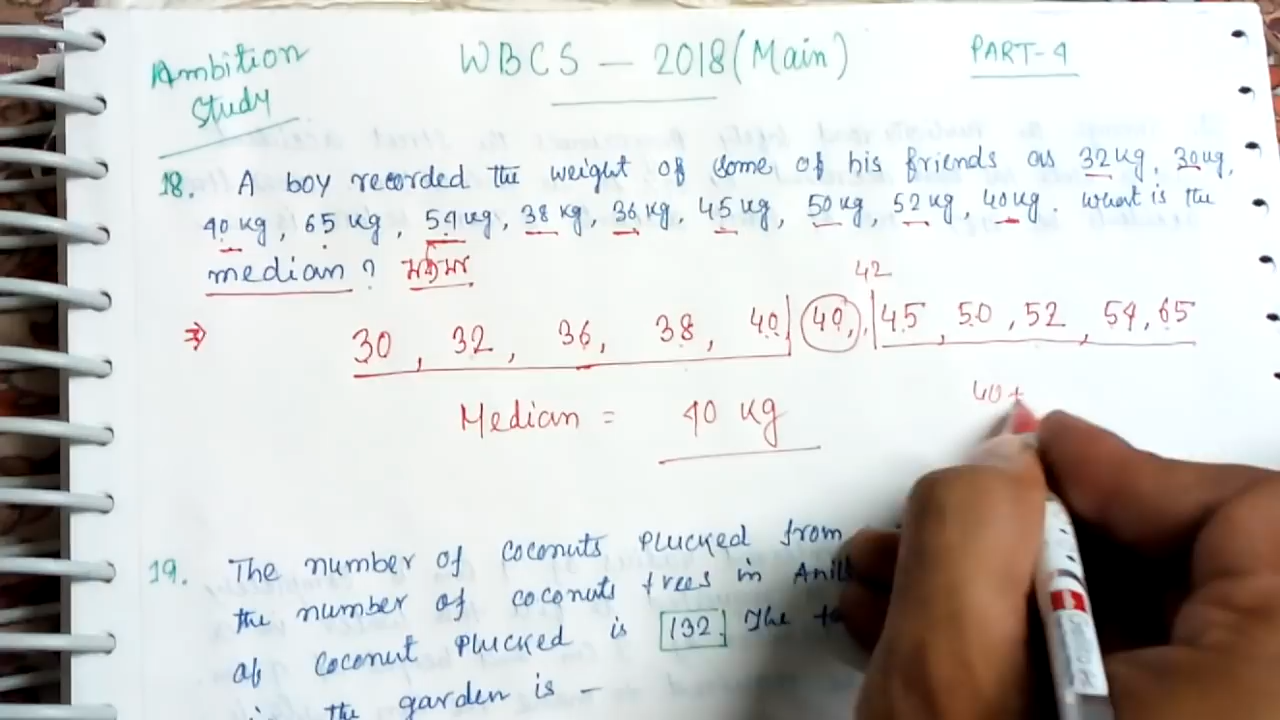 Ambition
Study
WBCS - 2018 (Main)
PART-4
18. A boy recorded the weight of some of his friends as 32 kg, 30 kg,
40 kg, 65 kg, 54 kg, 38 kg, 36 kg, 45 kg, 50 kg, 52 kg, 40 kg. what is the
median ?
42
⇒ 30, 32, 36, 38, 40 40, , 45, 50, 52, 54, 65
40 +
Median = 40 kg
19. The number of coconuts plucked from
the number of coconuts trees in
of coconut plucked is 132. The
the garden is -